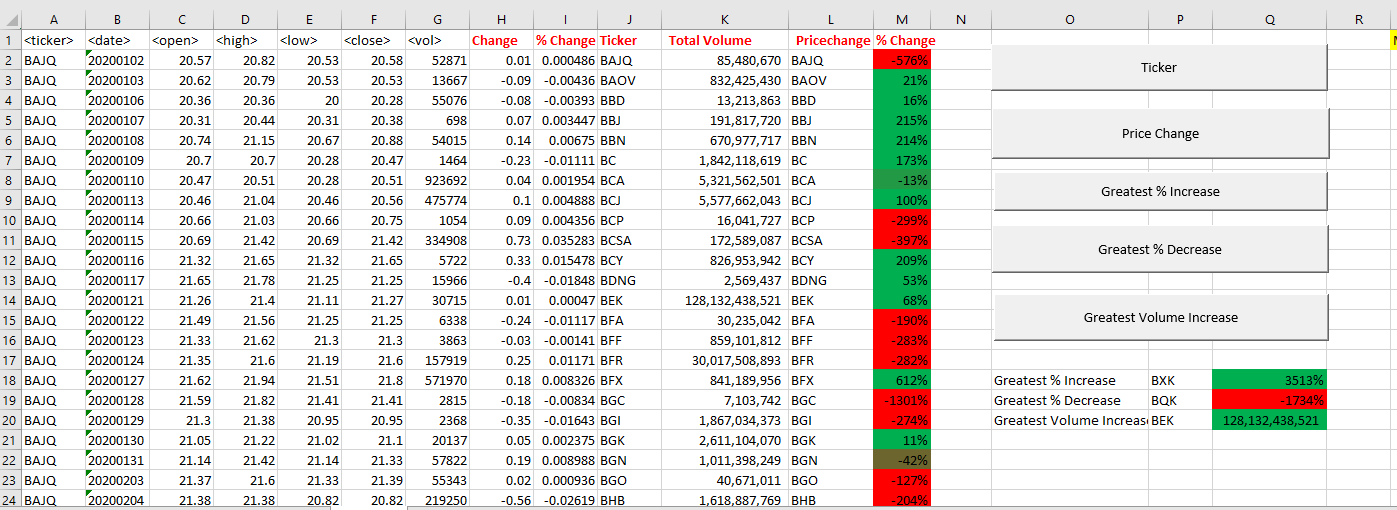 A B C D E F G H I J K L M N O P Q R
1 <ticker> <date> <open> <high> <low> <close> <vol> Change % Change Ticker Total Volume Pricechange % Change
2 BAJQ 20200102 20.57 20.82 20.53 20.58 52871 0.01 0.000486 BAJQ 85,480,670 BAJQ -576%
Ticker
3 BAJQ 20200103 20.62 20.79 20.53 20.53 13667 -0.09 -0.00436 BAOV 832,425,430 BAOV 21%
4 BAJQ 20200106 20.36 20.36 20 20.28 55076 -0.08 -0.00393 BBD 13,213,863 BBD 16%
5 BAJQ 20200107 20.31 20.44 20.31 20.38 698 0.07 0.003447 BBJ 191,817,720 BBJ 215%
Price Change
6 BAJQ 20200108 20.74 21.15 20.67 20.88 54015 0.14 0.00675 BBN 670,977,717 BBN 214%
7 BAJQ 20200109 20.7 20.7 20.28 20.47 1464 -0.23 -0.01111 BC 1,842,118,619 BC 173%
8 BAJQ 20200110 20.47 20.51 20.28 20.51 923692 0.04 0.001954 BCA 5,321,562,501 BCA -13%
Greatest % Increase
9 BAJQ 20200113 20.46 21.04 20.46 20.56 475774 0.1 0.004888 BCJ 5,577,662,043 BCJ 100%
10 BAJQ 20200114 20.66 21.03 20.66 20.75 1054 0.09 0.004356 BCP 16,041,727 BCP -299%
11 BAJQ 20200115 20.69 21.42 20.69 21.42 334908 0.73 0.035283 BCSA 172,589,087 BCSA -397%
Greatest % Decrease
12 BAJQ 20200116 21.32 21.65 21.32 21.65 5722 0.33 0.015478 BCY 826,953,942 BCY 209%
13 BAJQ 20200117 21.65 21.78 21.25 21.25 15966 -0.4 -0.01848 BDNG 2,569,437 BDNG 53%
14 BAJQ 20200121 21.26 21.4 21.11 21.27 30715 0.01 0.00047 BEK 128,132,438,521 BEK 68%
Greatest Volume Increase
15 BAJQ 20200122 21.49 21.56 21.25 21.25 6338 -0.24 -0.01117 BFA 30,235,042 BFA -190%
16 BAJQ 20200123 21.33 21.62 21.3 21.3 3863 -0.03 -0.00141 BFF 859,101,812 BFF -283%
17 BAJQ 20200124 21.35 21.6 21.19 21.6 157919 0.25 0.01171 BFR 30,017,508,893 BFR -282%
18 BAJQ 20200127 21.62 21.94 21.51 21.8 571970 0.18 0.008326 BFX 841,189,956 BFX 612% Greatest % Increase BXK 3513%
19 BAJQ 20200128 21.59 21.82 21.41 21.41 2815 -0.18 -0.00834 BGC 7,103,742 BGC -1301% Greatest % Decrease BQK -1734%
20 BAJQ 20200129 21.3 21.38 20.95 20.95 2368 -0.35 -0.01643 BGI 1,867,034,373 BGI -274% Greatest Volume Increas BEK 128,132,438,521
21 BAJQ 20200130 21.05 21.22 21.02 21.1 20137 0.05 0.002375 BGK 2,611,104,070 BGK 11%
22 BAJQ 20200131 21.14 21.42 21.14 21.33 57822 0.19 0.008988 BGN 1,011,398,249 BGN -42%
23 BAJQ 20200203 21.37 21.6 21.33 21.39 55343 0.02 0.000936 BGO 40,671,011 BGO -127%
24 BAJQ 20200204 21.38 21.38 20.82 20.82 219250 -0.56 -0.02619 BHB 1,618,887,769 BHB -204%